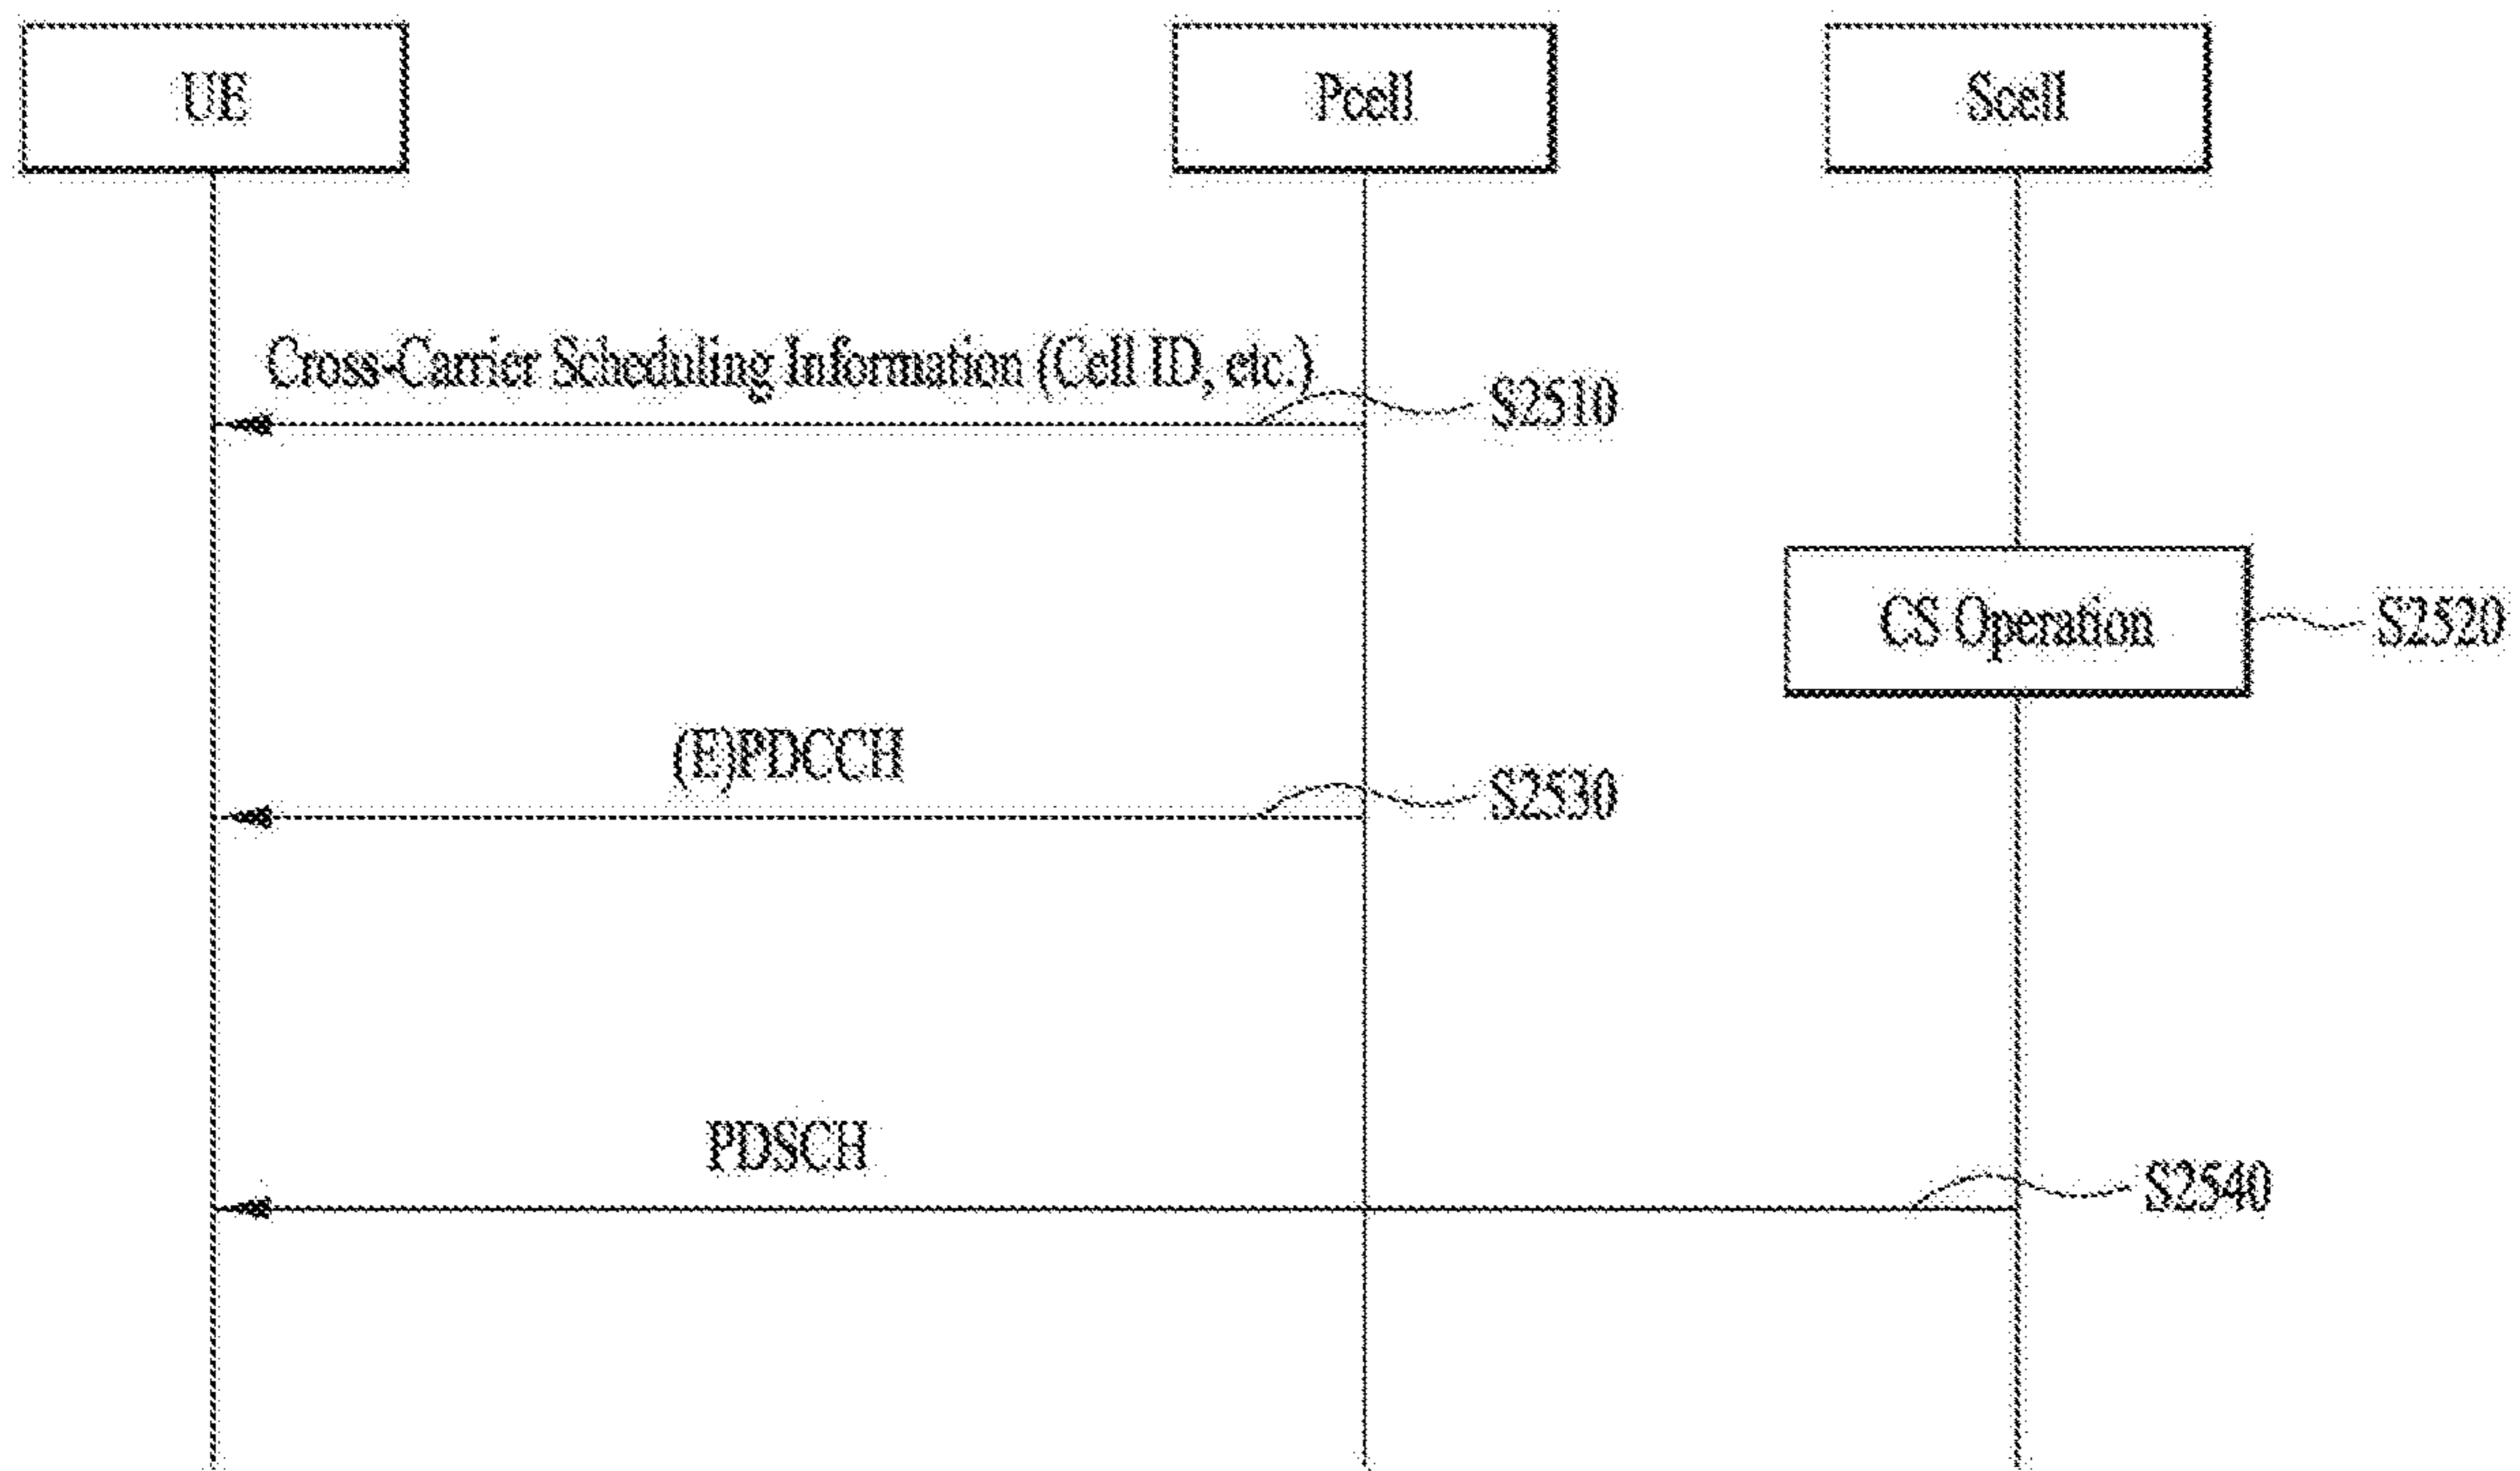 UE
Pcell
Scell
Cross-Carrier Scheduling Information (Cell ID, etc.)
S2510
CS Operation
S2520
(E)PDCCH
S2530
PDSCH
S2540